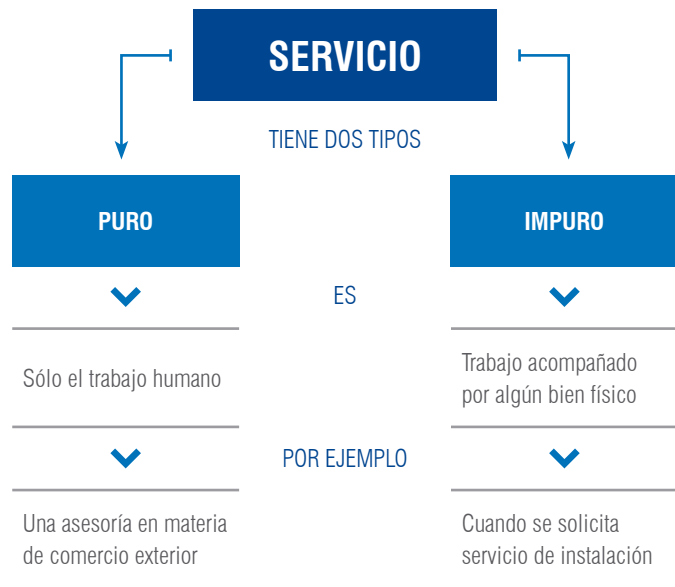 SERVICIO
TIENE DOS TIPOS
PURO
IMPURO
ES
Sólo el trabajo humano
Trabajo acompañado
por algún bien físico
POR EJEMPLO
Una asesoría en materia
de comercio exterior
Cuando se solicita
servicio de instalación